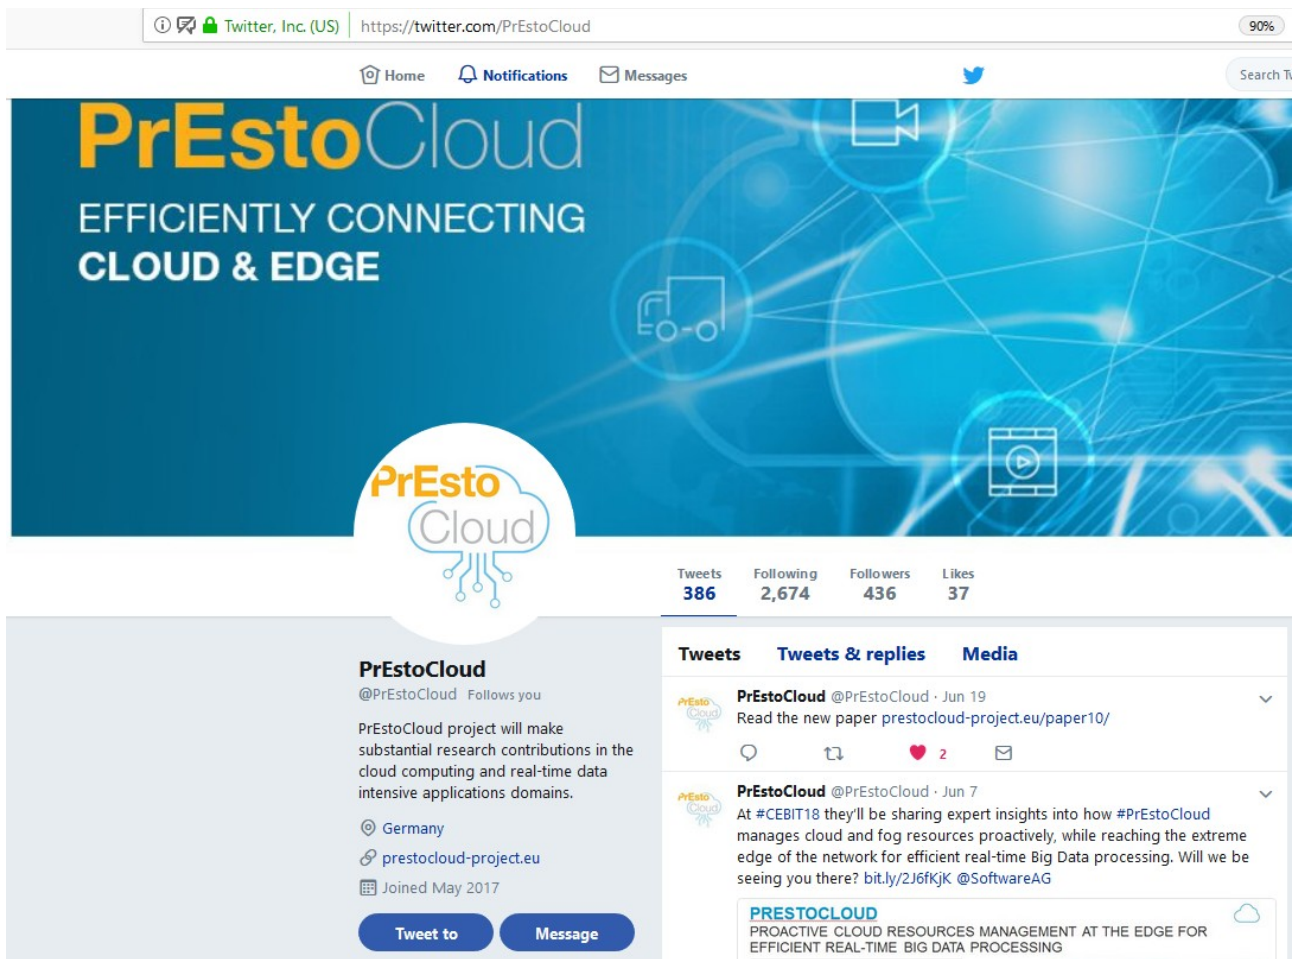 Twitter, Inc. (US) https://twitter.com/PrEstoCloud 90%
Home Notifications Messages
PrEstoCloud
EFFICIENTLY CONNECTING
CLOUD & EDGE
PrEsto
Cloud
Tweets Following Followers Likes
386 2,674 436 37
PrEstoCloud
@PrEstoCloud Follows you
PrEstoCloud project will make
substantial research contributions in the
cloud computing and real-time data
intensive applications domains.
Germany
prestocloud-project.eu
Joined May 2017
Tweet to Message
Tweets Tweets & replies Media
PrEsto
Cloud
PrEstoCloud @PrEstoCloud · Jun 19
Read the new paper prestocloud-project.eu/paper10/
2
PrEsto
Cloud
PrEstoCloud @PrEstoCloud · Jun 7
At #CEBIT18 they'll be sharing expert insights into how #PrEstoCloud
manages cloud and fog resources proactively, while reaching the extreme
edge of the network for efficient real-time Big Data processing. Will we be
seeing you there? bit.ly/2J6fKjK @SoftwareAG
PRESTOCLOUD
PROACTIVE CLOUD RESOURCES MANAGEMENT AT THE EDGE FOR
EFFICIENT REAL-TIME BIG DATA PROCESSING
Search Tw